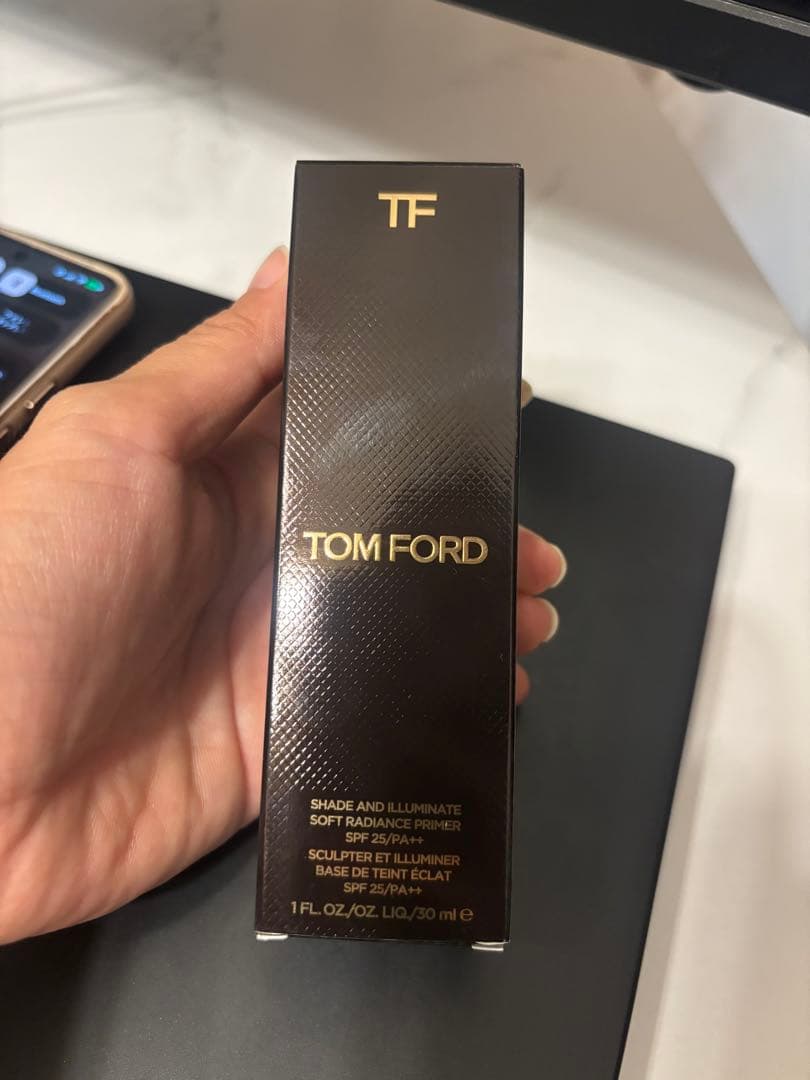 TF
TOM FORD
SHADE AND ILLUMINATE
SOFT RADIANCE PRIMER
SPF 25/PA++
SCULPTER ET ILLUMINER
BASE DE TEINT ÉCLAT
SPF 25/PA++
1 FL. OZ./OZ. LIQ./30 ml ℮